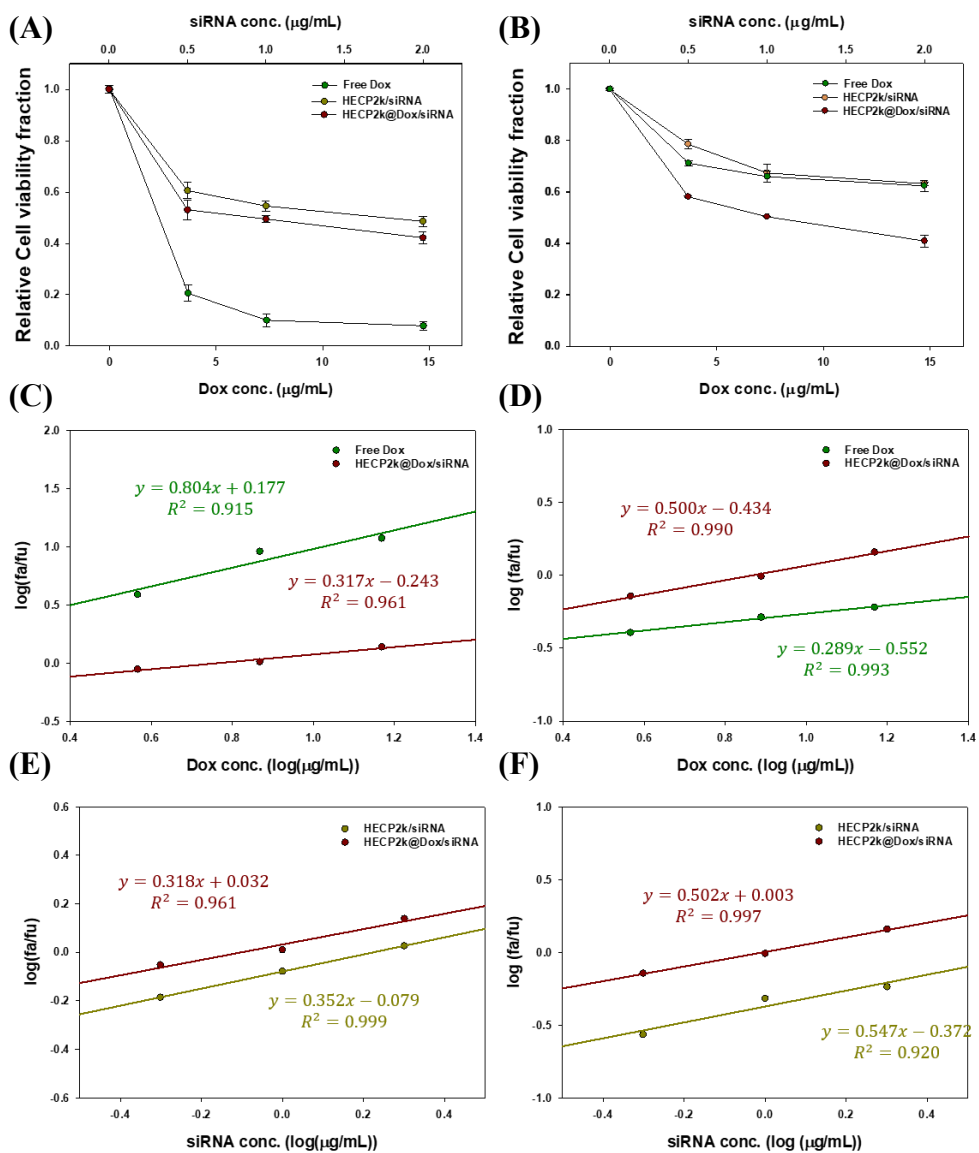 (A)
siRNA conc. (μg/mL)
0.0 0.5 1.0 2.0
Free Dox
HECP2k/siRNA
HECP2k@Dox/siRNA
Relative Cell viability fraction
1.0
0.8
0.6
0.4
0.2
0.0
0 5 10 15
Dox conc. (μg/mL)
(B)
siRNA conc. (μg/mL)
0.0 0.5 1.0 2.0
Free Dox
HECP2k/siRNA
HECP2k@Dox/siRNA
Relative Cell viability fraction
1.0
0.8
0.6
0.4
0.2
0.0
0 5 10 15
Dox conc. (μg/mL)
(C)
Free Dox
HECP2k@Dox/siRNA
y = 0.804x + 0.177
R² = 0.915
y = 0.317x − 0.243
R² = 0.961
log(fa/fu)
2.0
1.5
1.0
0.5
0.0
-0.5
0.4 0.6 0.8 1.0 1.2 1.4
Dox conc. (log(μg/mL))
(D)
Free Dox
HECP2k@Dox/siRNA
y = 0.500x − 0.434
R² = 0.990
y = 0.289x − 0.552
R² = 0.993
log (fa/fu)
1.0
0.5
0.0
-0.5
-1.0
0.4 0.6 0.8 1.0 1.2 1.4
Dox conc. (log (μg/mL))
(E)
HECP2k/siRNA
HECP2k@Dox/siRNA
y = 0.318x + 0.032
R² = 0.961
y = 0.352x − 0.079
R² = 0.999
log(fa/fu)
0.6
0.4
0.2
0.0
-0.2
-0.4
-0.6
-0.4 -0.2 0.0 0.2 0.4
siRNA conc. (log(μg/mL))
(F)
HECP2k/siRNA
HECP2k@Dox/siRNA
y = 0.502x + 0.003
R² = 0.997
y = 0.547x − 0.372
R² = 0.920
log (fa/fu)
1.0
0.5
0.0
-0.5
-1.0
-0.4 -0.2 0.0 0.2 0.4
siRNA conc. (log (μg/mL))